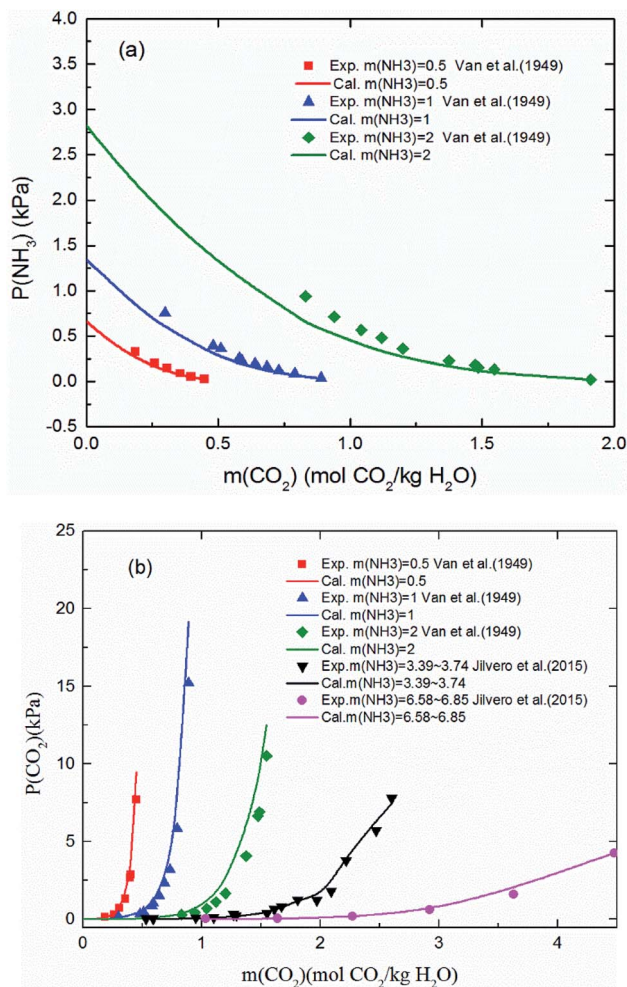 (a)
Exp. m(NH3)=0.5 Van et al.(1949)
Cal. m(NH3)=0.5
Exp. m(NH3)=1 Van et al.(1949)
Cal. m(NH3)=1
Exp. m(NH3)=2 Van et al.(1949)
Cal. m(NH3)=2
P(NH₃) (kPa)
4.0
3.5
3.0
2.5
2.0
1.5
1.0
0.5
0.0
-0.5
0.0 0.5 1.0 1.5 2.0
m(CO₂) (mol CO₂/kg H₂O)
(b)
Exp. m(NH3)=0.5 Van et al.(1949)
Cal. m(NH3)=0.5
Exp. m(NH3)=1 Van et al.(1949)
Cal. m(NH3)=1
Exp. m(NH3)=2 Van et al.(1949)
Cal. m(NH3)=2
Exp.m(NH3)=3.39~3.74 Jilvero et al.(2015)
Cal.m(NH3)=3.39~3.74
Exp.m(NH3)=6.58~6.85 Jilvero et al.(2015)
Cal.m(NH3)=6.58~6.85
P(CO₂)(kPa)
25
20
15
10
5
0
0 1 2 3 4
m(CO₂)(mol CO₂/kg H₂O)